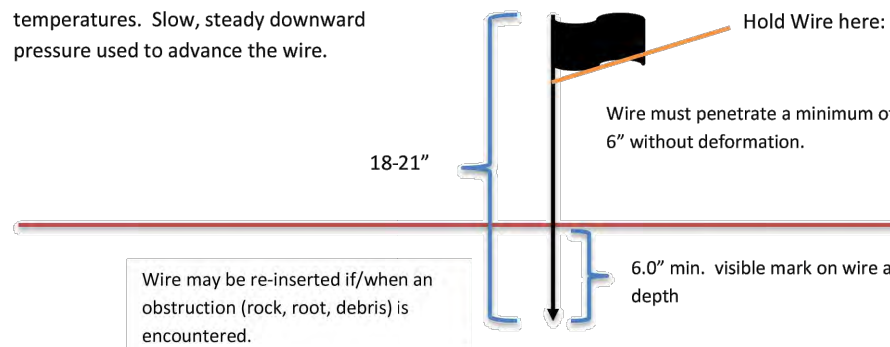 temperatures.  Slow, steady downward
pressure used to advance the wire.
Hold Wire here:
Wire must penetrate a minimum
6” without deformation.
18-21”
6.0” min.  visible mark on wire
depth
Wire may be re-inserted if/when an
obstruction (rock, root, debris) is
encountered.